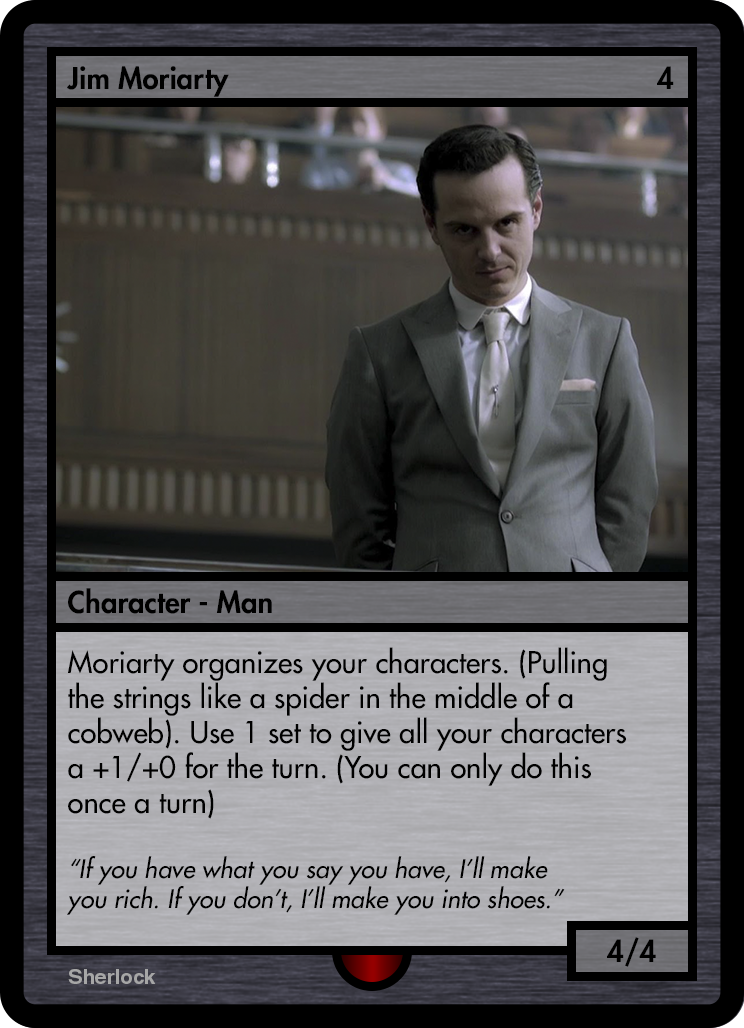 Jim Moriarty 4
Character - Man
Moriarty organizes your characters. (Pulling
the strings like a spider in the middle of a
cobweb). Use 1 set to give all your characters
a +1/+0 for the turn. (You can only do this
once a turn)
“If you have what you say you have, I’ll make
you rich. If you don’t, I’ll make you into shoes.”
4/4
Sherlock